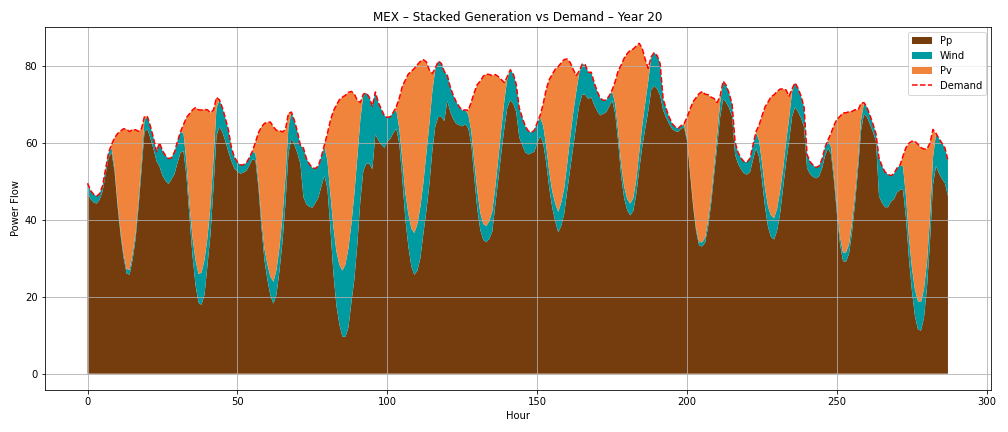 MEX – Stacked Generation vs Demand – Year 20
Pp
Wind
Pv
Demand
Power Flow
80
60
40
20
0
0 50 100 150 200 250 300
Hour